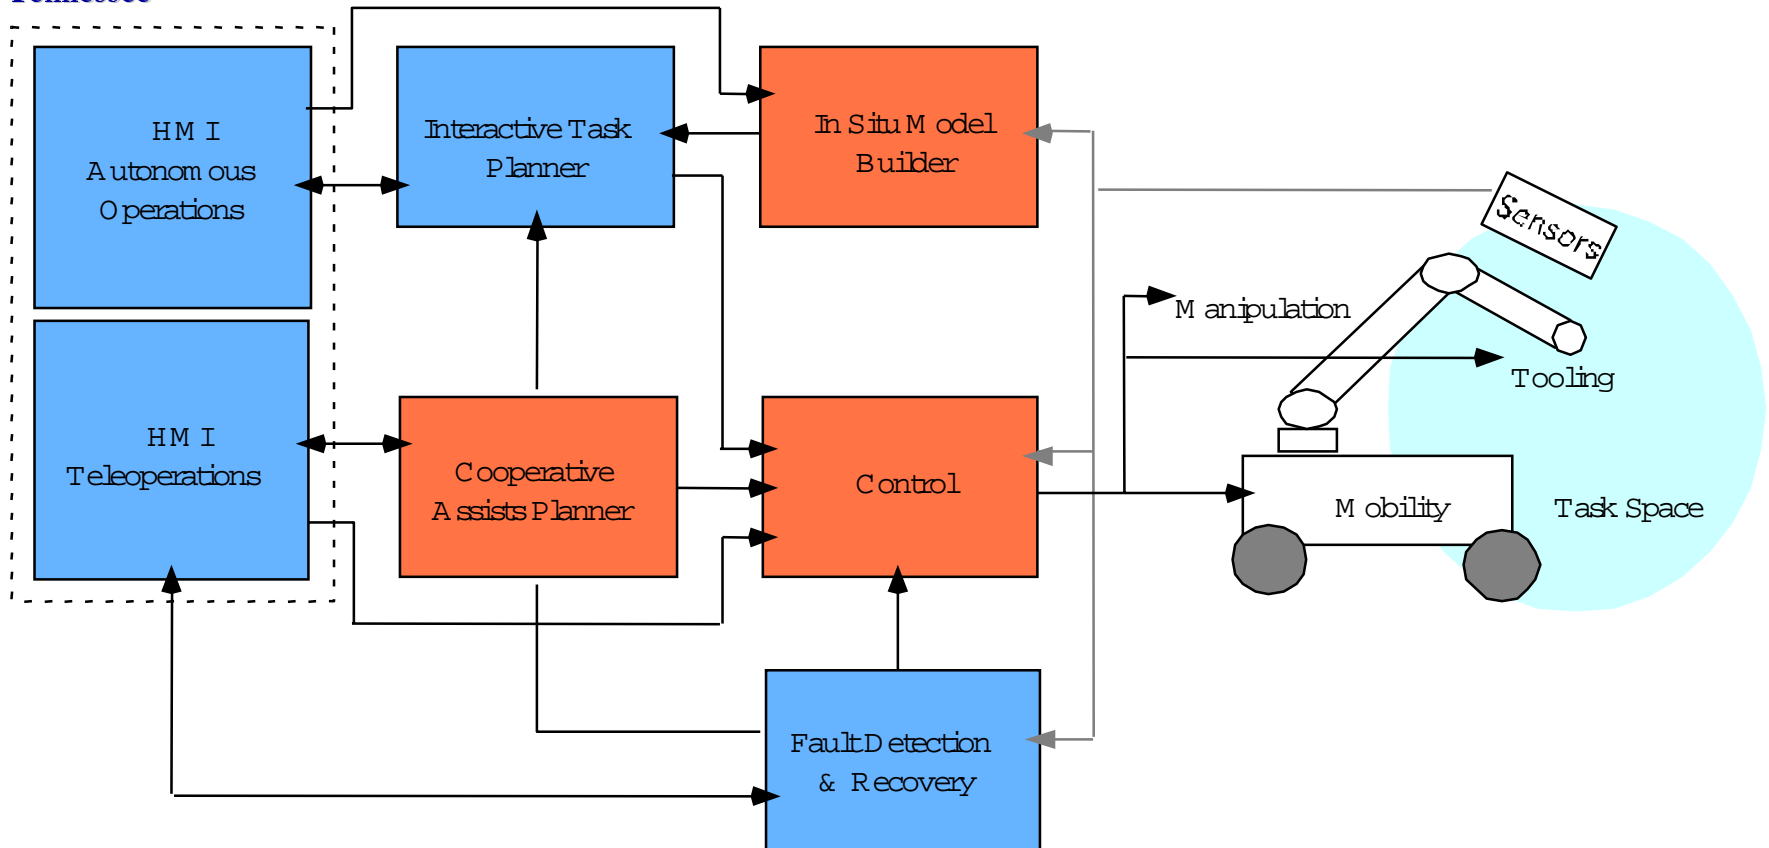 Tennessee
HMI
Autonomous
Operations
Interactive Task
Planner
In Situ Model
Builder
Sensors
Manipulation
Tooling
HMI
Teleoperations
Cooperative
Assists Planner
Control
Mobility
Task Space
Fault Detection
& Recovery